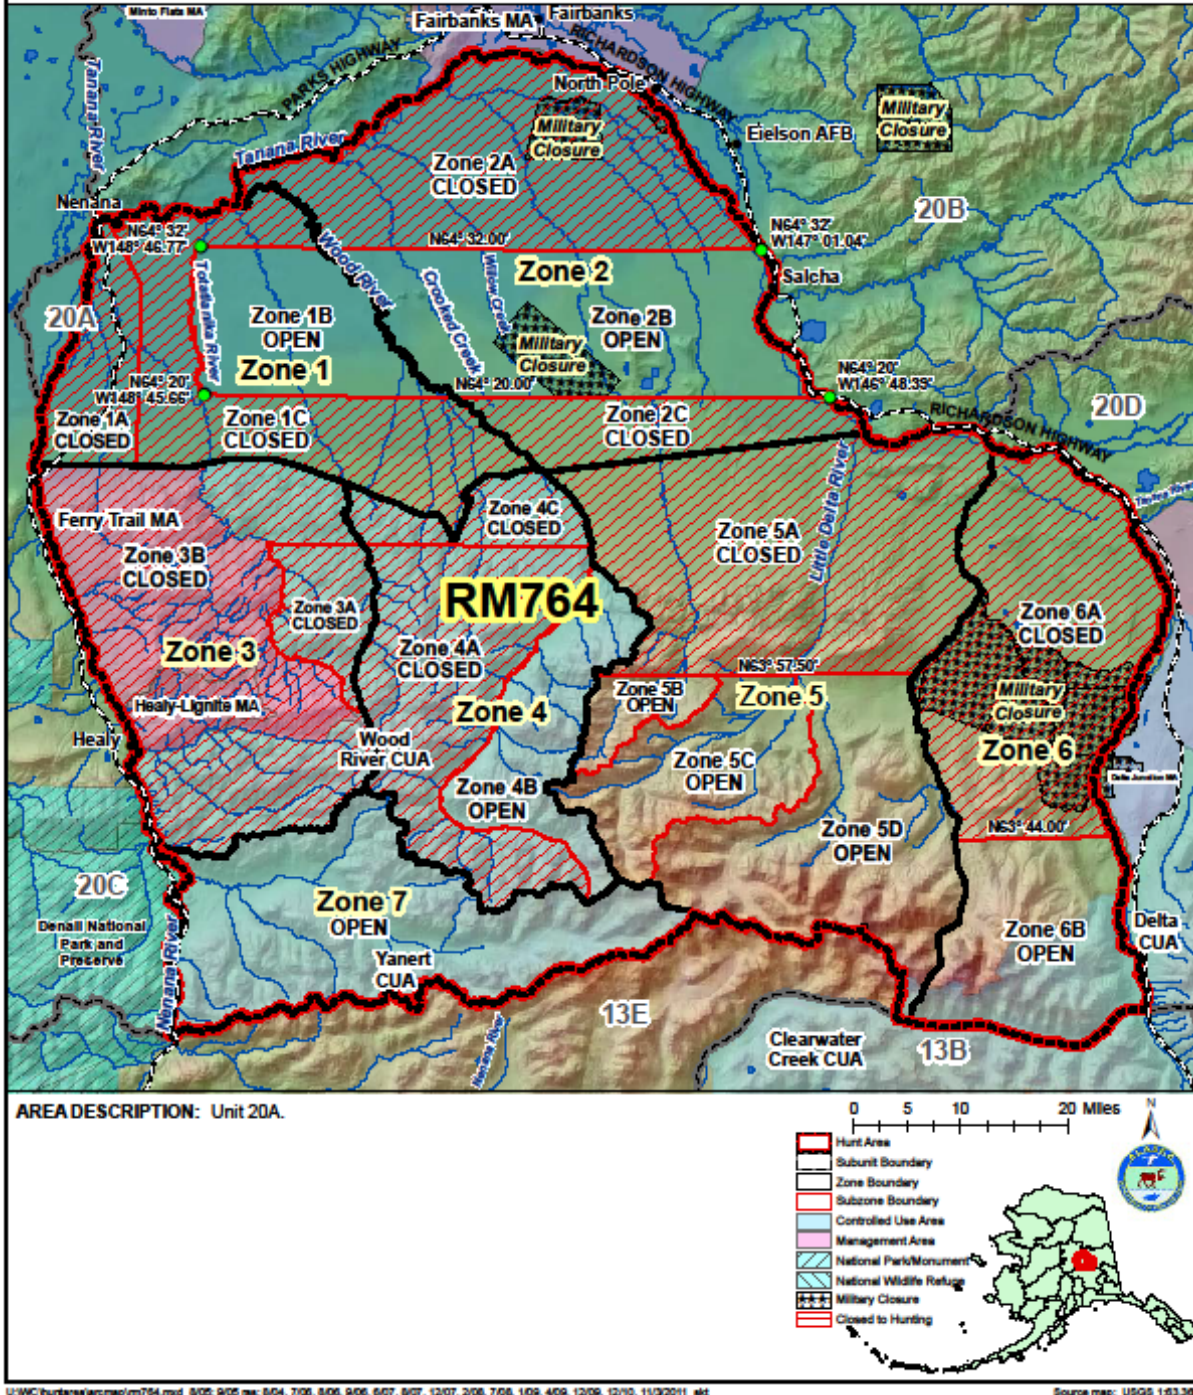 Minto Flats MA
Fairbanks MA
Fairbanks
PARKS HIGHWAY
RICHARDSON HIGHWAY
Tanana River
North Pole
Military
Closure
Military
Closure
Eielson AFB
Tanana River
Zone 2A
CLOSED
Nenana
20B
N64° 32'
W148° 46.77'
N64° 32.00'
N64° 32'
W147° 01.04'
Wood River
Zone 2
Willow Creek
Crooked Creek
Salcha
Totatlanika River
20A
Zone 1B
OPEN
Zone 2B
OPEN
Military
Closure
Zone 1
N64° 20'
W148° 45.66'
N64° 20.00'
N64° 20'
W146° 48.39'
Zone 1A
CLOSED
Zone 1C
CLOSED
Zone 2C
CLOSED
RICHARDSON HIGHWAY
20D
Ferry Trail MA
Zone 4C
CLOSED
Zone 5A
CLOSED
Little Delta River
Zone 3B
CLOSED
RM764
Zone 3A
CLOSED
Zone 6A
CLOSED
Zone 3
Zone 4A
CLOSED
N63° 57.50'
Zone 5B
OPEN
Zone 5
Military
Closure
Healy-Lignite MA
Zone 4
Healy
Wood
River CUA
Zone 6
Zone 5C
OPEN
Delta Junction MA
Zone 4B
OPEN
Zone 5D
OPEN
N63° 44.00'
20C
Zone 7
OPEN
Denali National
Park and
Preserve
Nenana River
Yanert
CUA
Zone 6B
OPEN
Delta
CUA
13E
Nenana River
Clearwater
Creek CUA
13B
AREA DESCRIPTION: Unit 20A.
0 5 10 20 Miles
N
Hunt Area
Subunit Boundary
Zone Boundary
Subzone Boundary
Controlled Use Area
Management Area
National Park/Monument
National Wildlife Refuge
Military Closure
Closed to Hunting
ALASKA